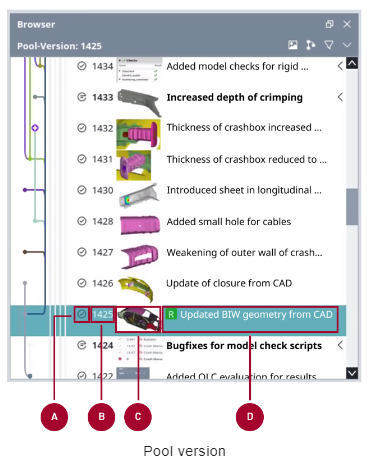 Browser
Pool-Version: 1425
1434 Added model checks for rigid ...
1433 Increased depth of crimping
1432 Thickness of crashbox increased ...
1431 Thickness of crashbox reduced to ...
1430 Introduced sheet in longitudinal ...
1428 Added small hole for cables
1427 Weakening of outer wall of crash...
1426 Update of closure from CAD
1425 R Updated BIW geometry from CAD
1424 Bugfixes for model check scripts
1422 Added OLC evaluation for results
A B C D
Pool version